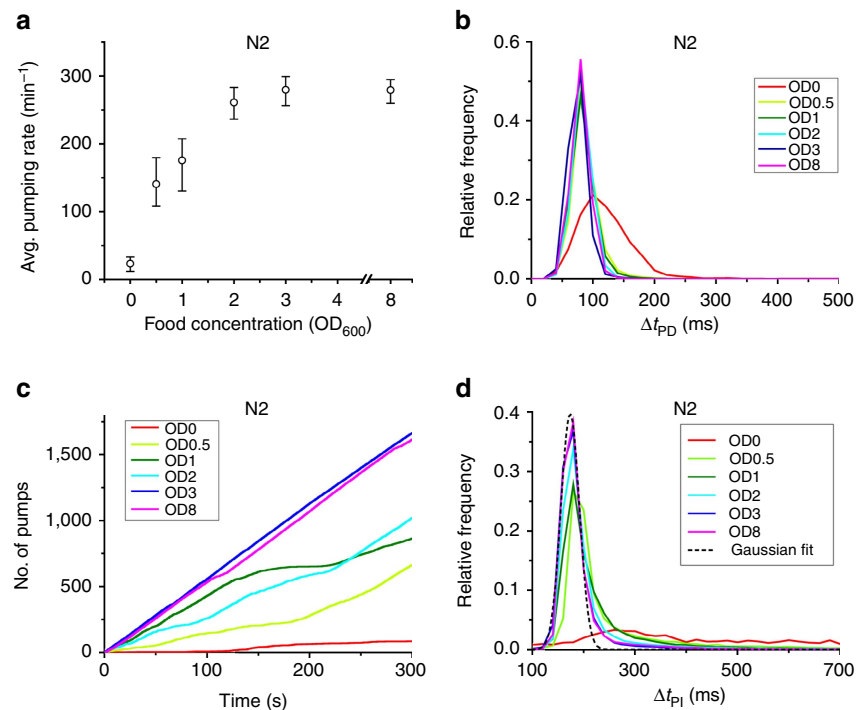 a
N2
Avg. pumping rate (min⁻¹)
300
200
100
0
0 1 2 3 4 8
Food concentration (OD₆₀₀)
b
N2
Relative frequency
0.6
0.4
0.2
0.0
0 100 200 300 400 500
Δt_PD (ms)
OD0
OD0.5
OD1
OD2
OD3
OD8
c
N2
No. of pumps
1,500
1,000
500
0
0 100 200 300
Time (s)
OD0
OD0.5
OD1
OD2
OD3
OD8
d
N2
Relative frequency
0.4
0.3
0.2
0.1
0.0
100 300 500 700
Δt_PI (ms)
OD0
OD0.5
OD1
OD2
OD3
OD8
Gaussian fit